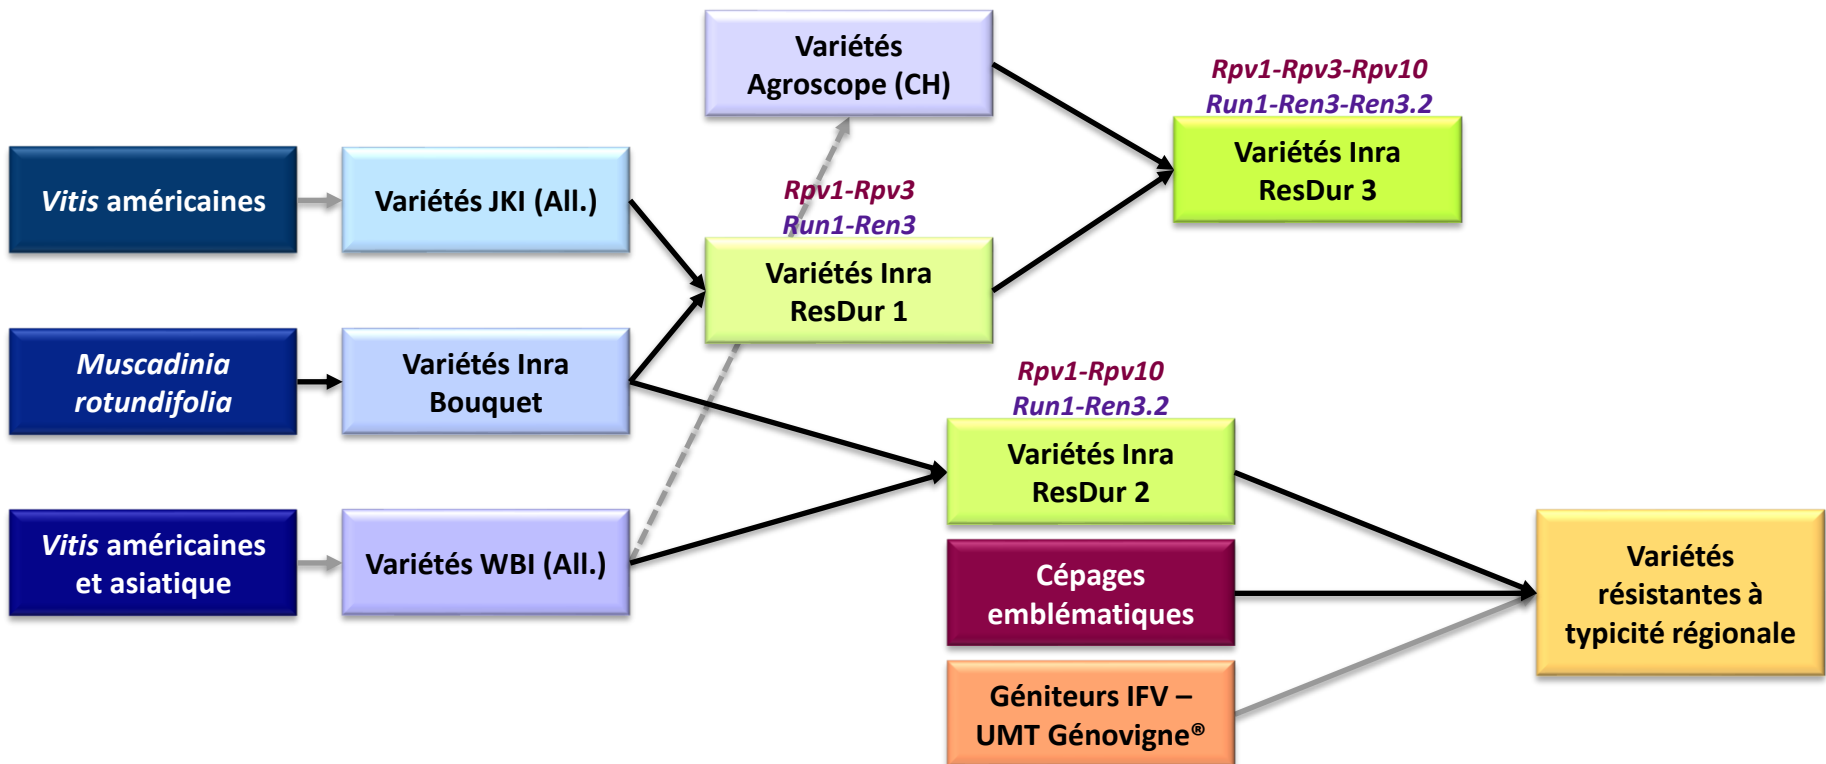 Variétés
Agroscope (CH)
Rpv1-Rpv3-Rpv10
Run1-Ren3-Ren3.2
Variétés Inra
ResDur 3
Vitis américaines
Variétés JKI (All.)
Rpv1-Rpv3
Run1-Ren3
Variétés Inra
ResDur 1
Muscadinia
rotundifolia
Variétés Inra
Bouquet
Rpv1-Rpv10
Run1-Ren3.2
Variétés Inra
ResDur 2
Vitis américaines
et asiatique
Variétés WBI (All.)
Cépages
emblématiques
Variétés
résistantes à
typicité régionale
Géniteurs IFV –
UMT Génovigne®